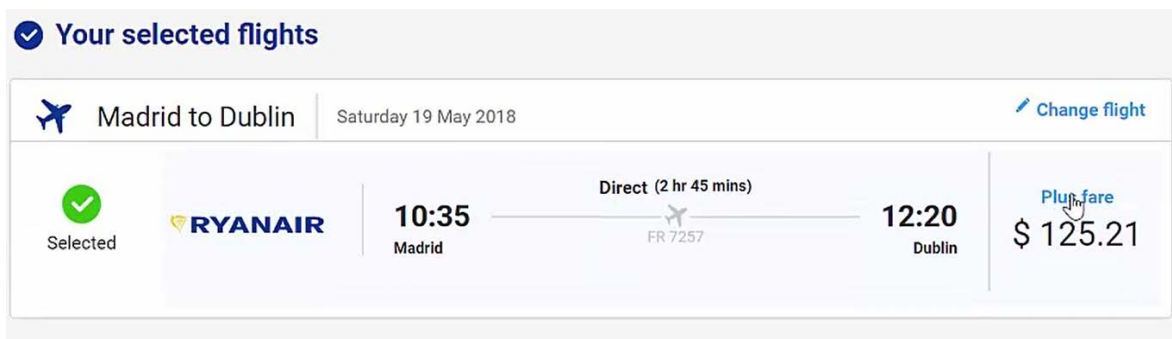 Your selected flights
Madrid to Dublin Saturday 19 May 2018 Change flight
Direct (2 hr 45 mins)
Selected RYANAIR 10:35 12:20 Plus fare
Madrid FR 7257 Dublin $ 125.21